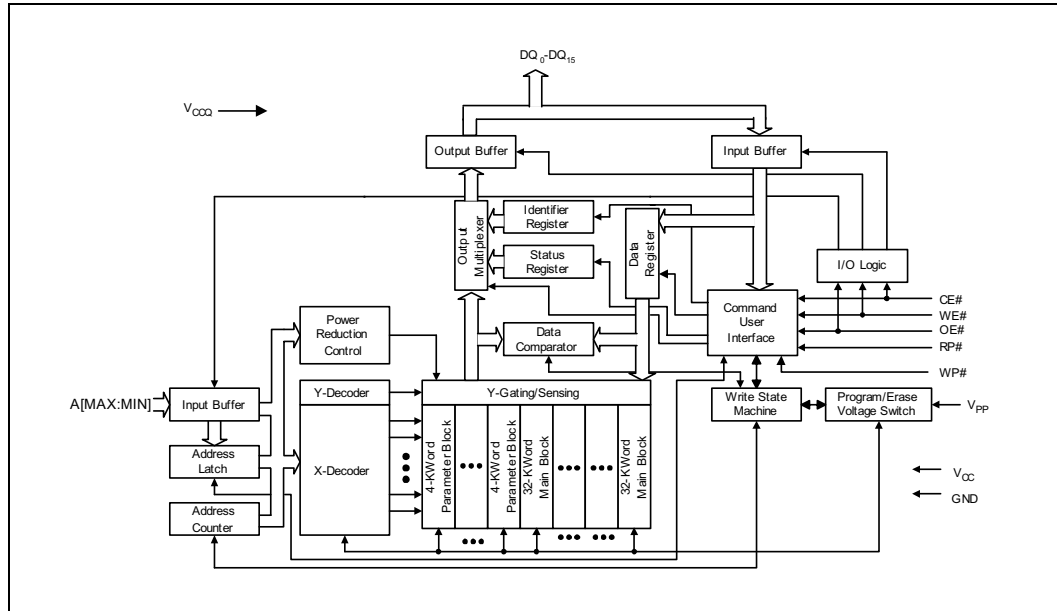 DQ0-DQ15
VCCQ
Output Buffer
Input Buffer
Output
Multiplexer
Identifier
Register
Status
Register
Data
Register
I/O Logic
Command
User
Interface
CE#
WE#
OE#
RP#
WP#
Power
Reduction
Control
Data
Comparator
A[MAX:MIN]
Input Buffer
Y-Decoder
Y-Gating/Sensing
Write State
Machine
Program/Erase
Voltage Switch
VPP
Address
Latch
X-Decoder
4-KWord
Parameter Block
4-KWord
Parameter Block
32-KWord
Main Block
32-KWord
Main Block
Address
Counter
VCC
GND